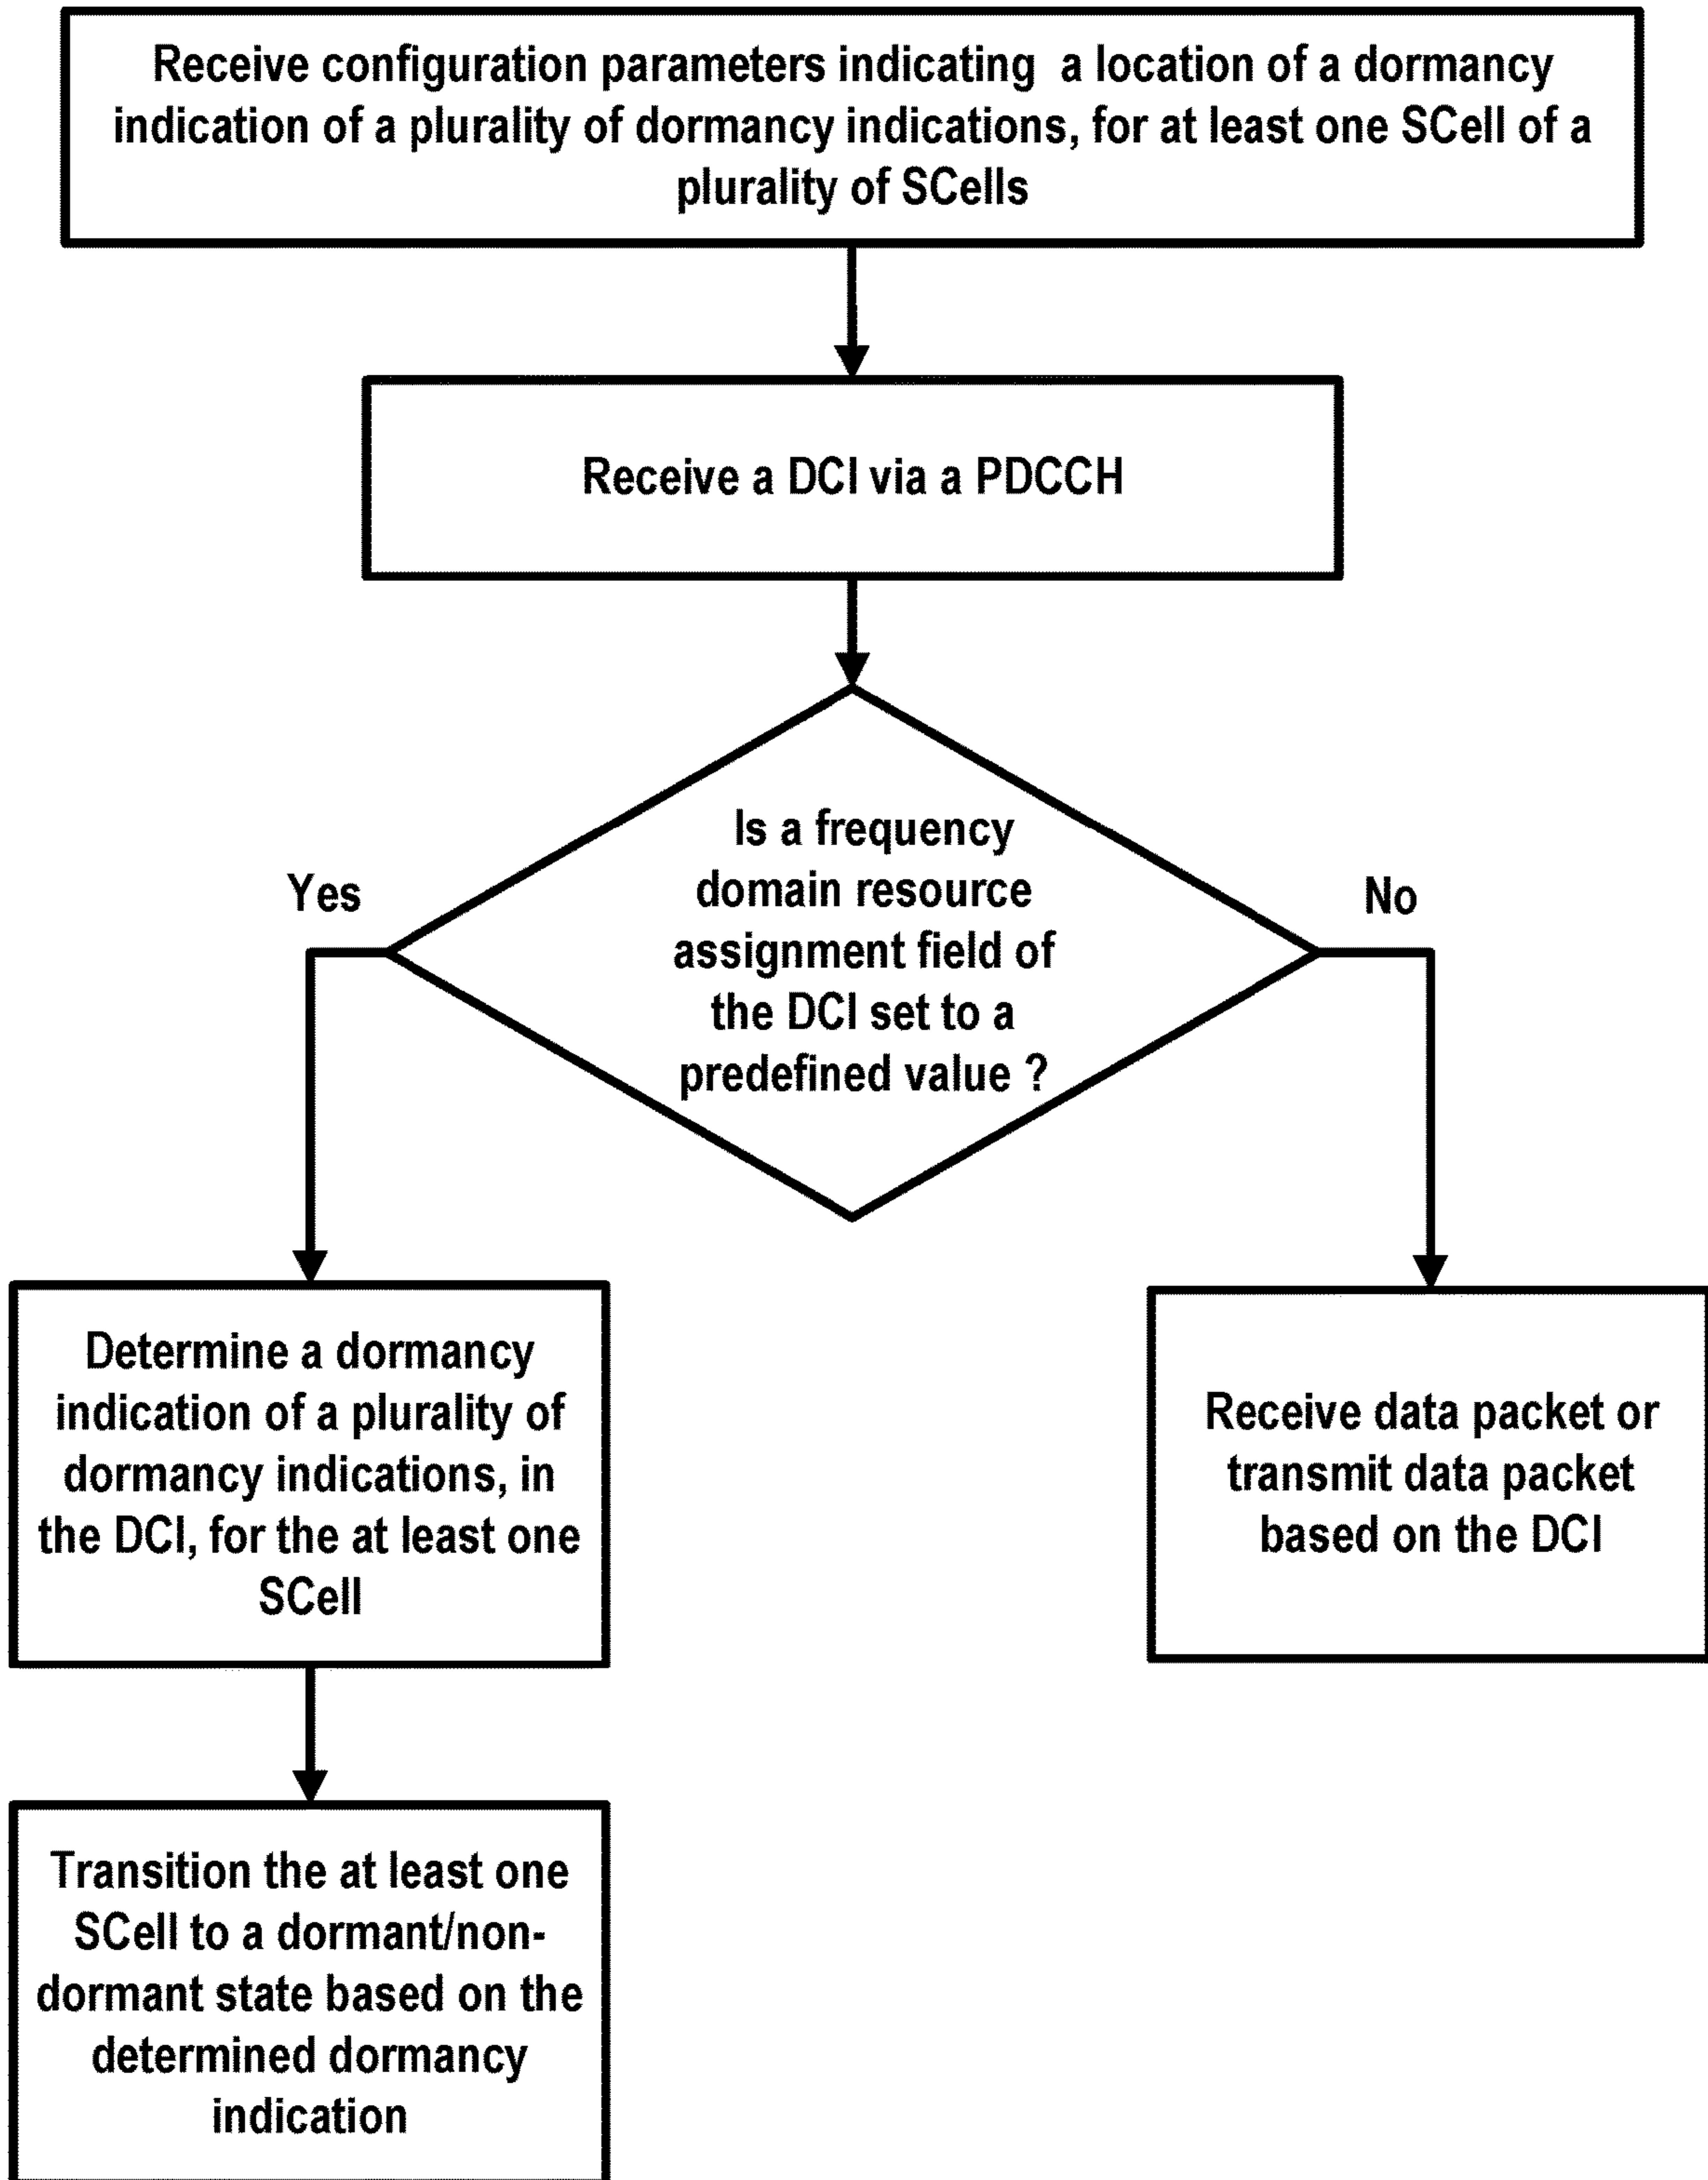 Receive configuration parameters indicating a location of a dormancy
indication of a plurality of dormancy indications, for at least one SCell of a
plurality of SCells
Receive a DCI via a PDCCH
Is a frequency
domain resource
assignment field of
the DCI set to a
predefined value ?
Yes
No
Determine a dormancy
indication of a plurality of
dormancy indications, in
the DCI, for the at least one
SCell
Receive data packet or
transmit data packet
based on the DCI
Transition the at least one
SCell to a dormant/non-
dormant state based on the
determined dormancy
indication